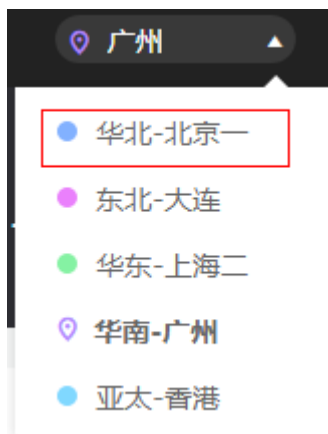 广州
华北-北京一
东北-大连
华东-上海二
华南-广州
亚太-香港